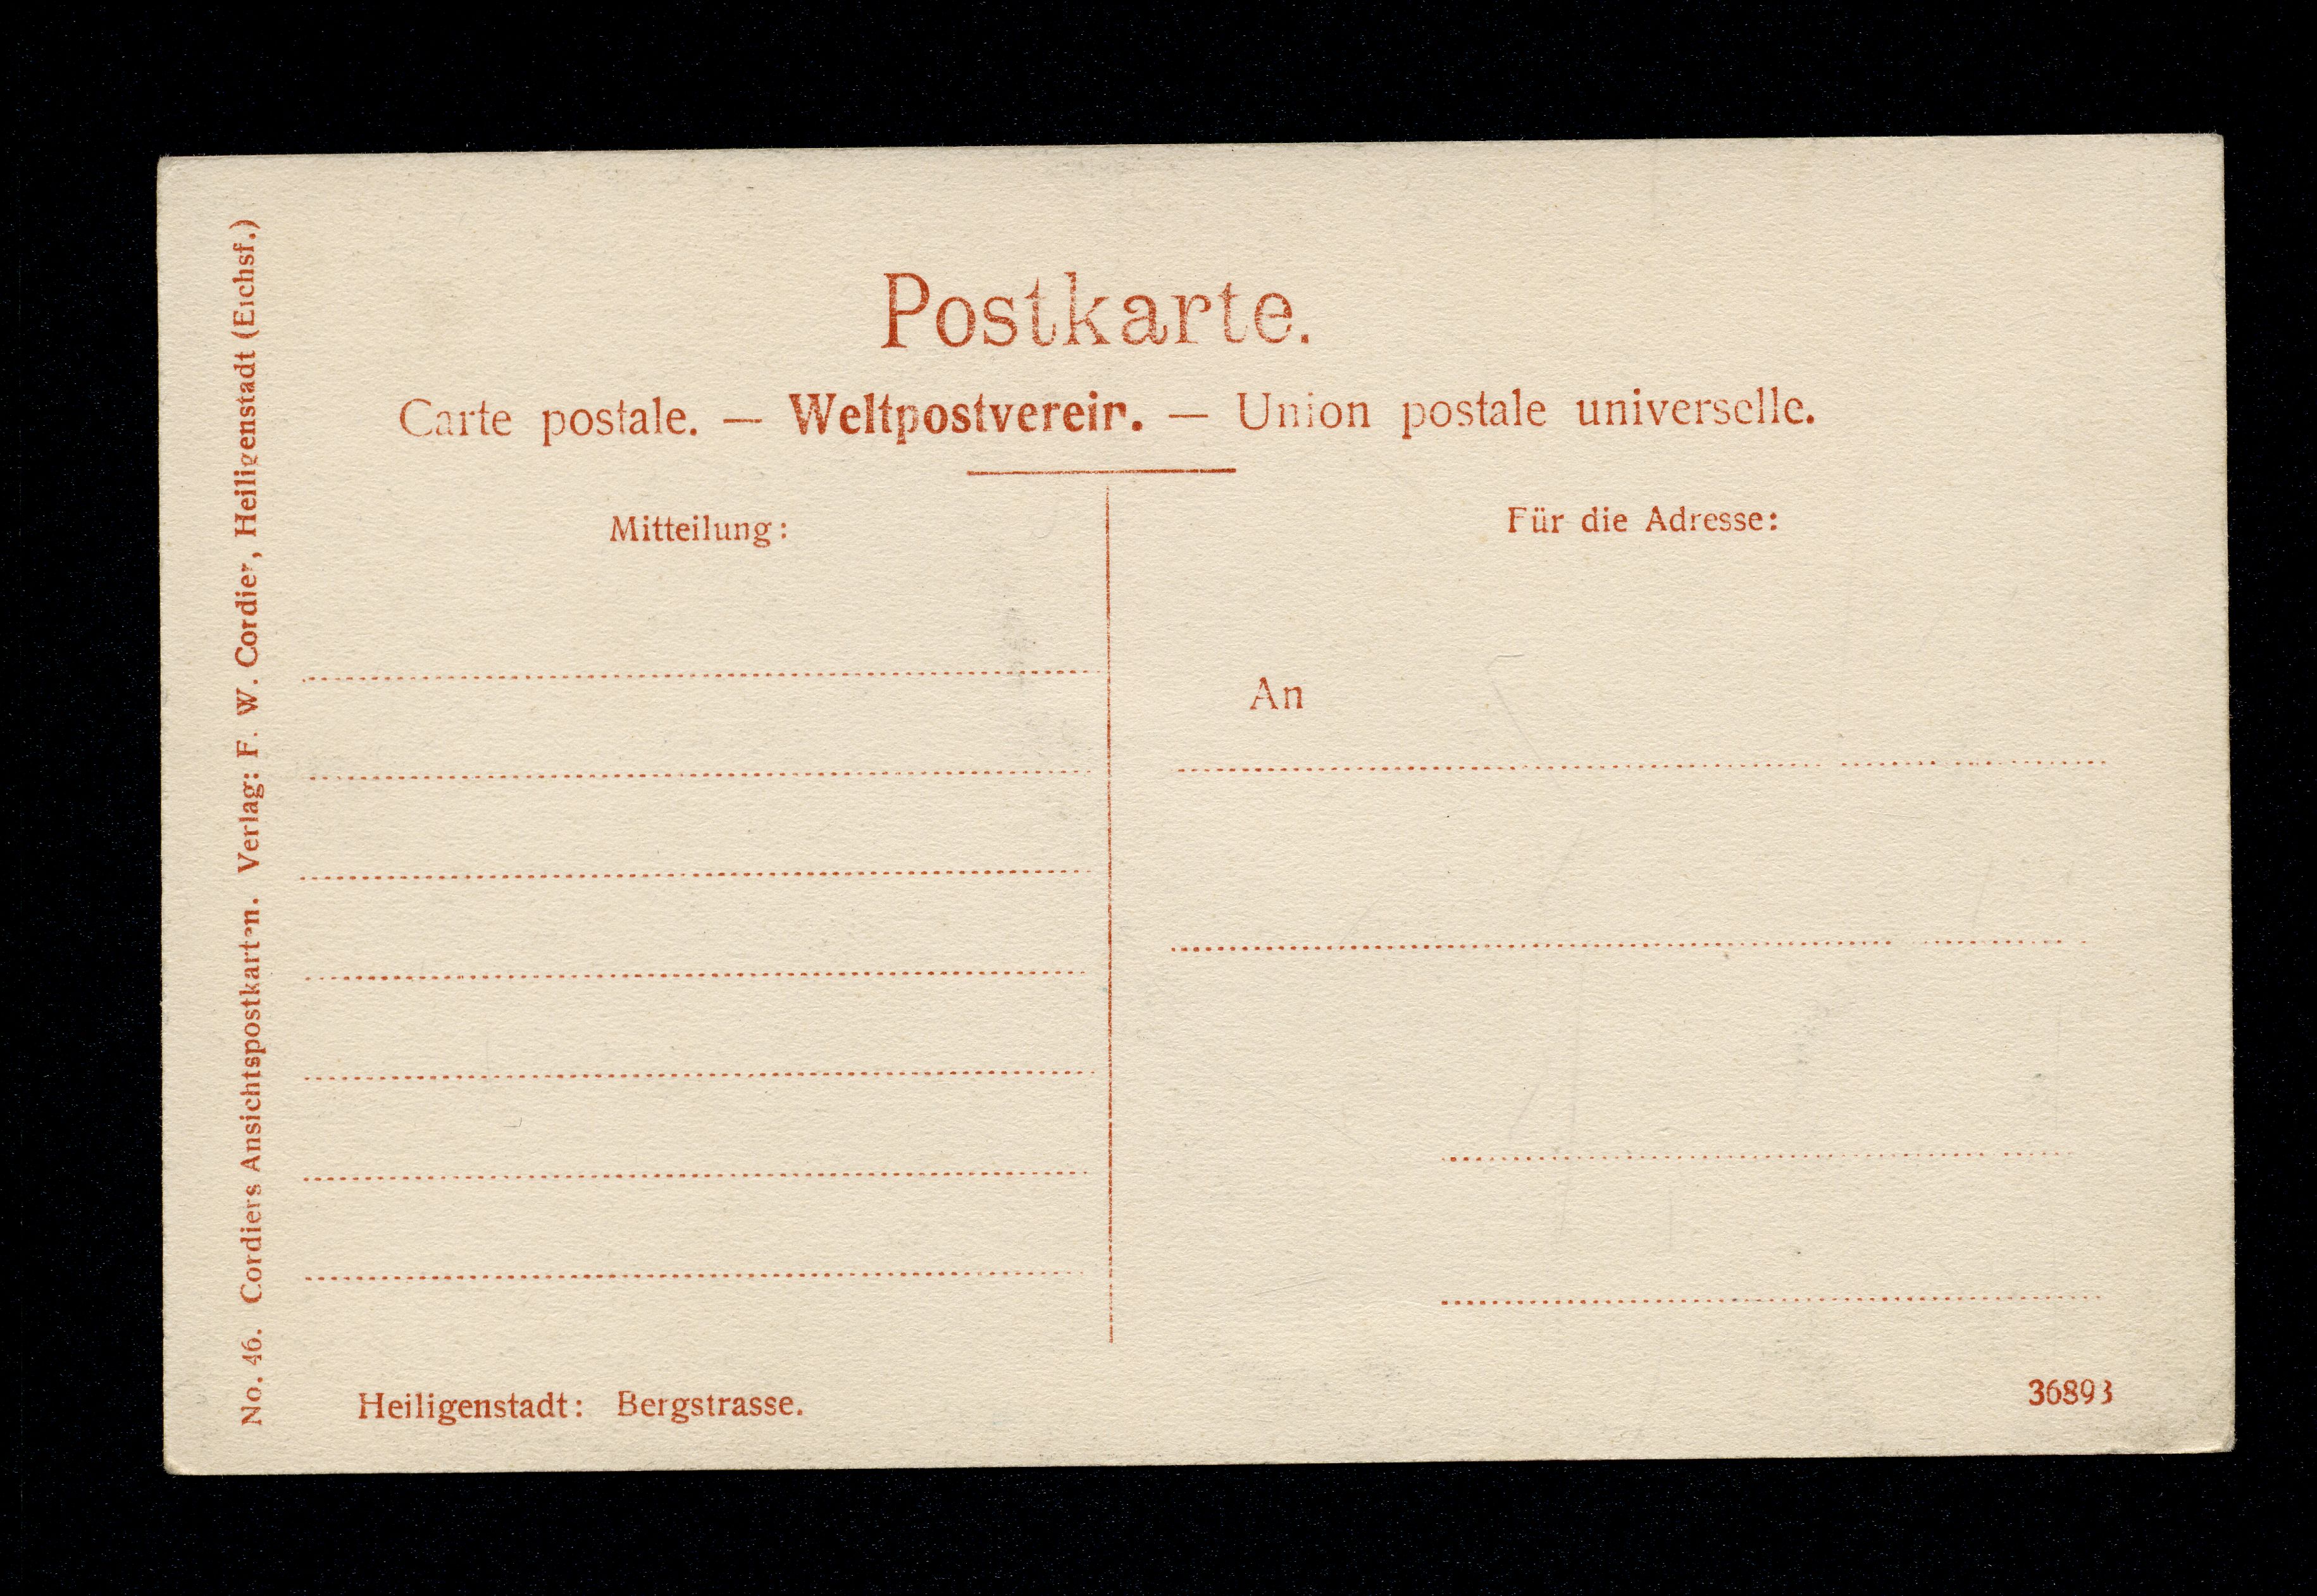 Postkarte.
Carte postale. — Weltpostverein. — Union postale universelle.
Mitteilung:
Für die Adresse:
An
Heiligenstadt: Bergstrasse.
36893
No. 46. Cordiers Ansichtspostkarten. Verlag: F. W. Cordier, Heiligenstadt (Eichsf.)